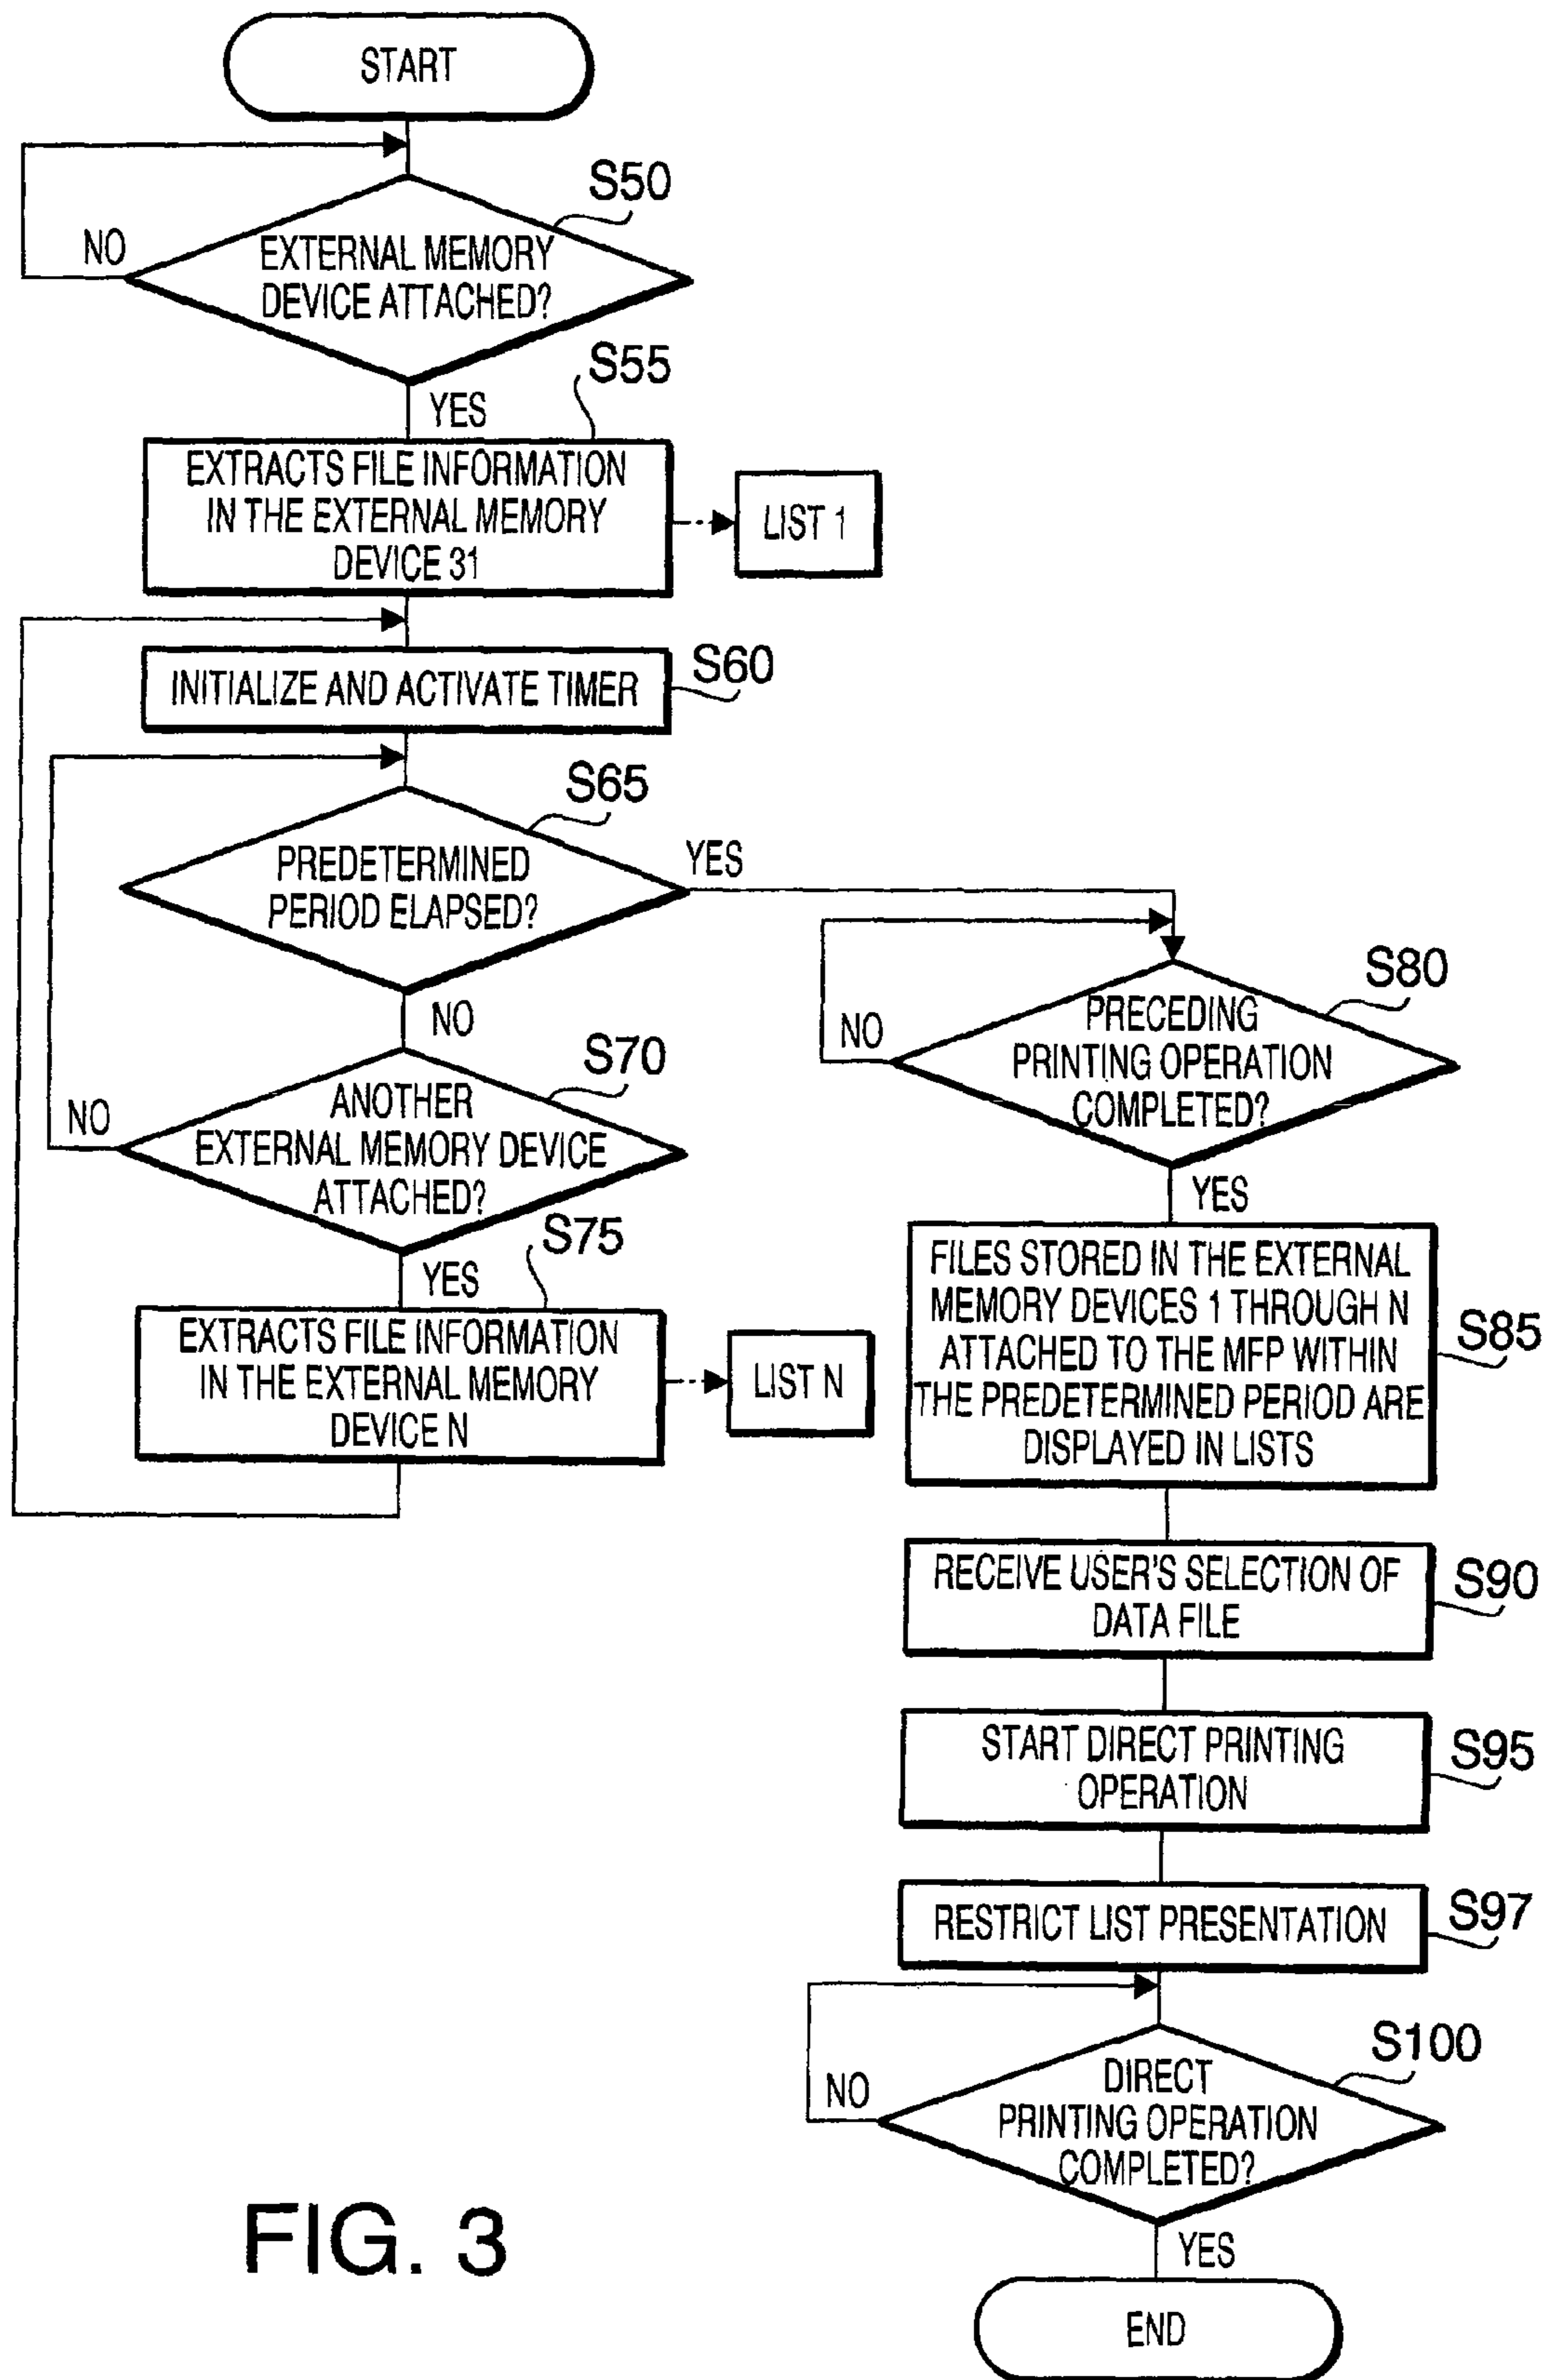 START
S50
NO
EXTERNAL MEMORY
DEVICE ATTACHED?
S55
YES
EXTRACTS FILE INFORMATION
IN THE EXTERNAL MEMORY
DEVICE 31
LIST 1
INITIALIZE AND ACTIVATE TIMER
S60
S65
PREDETERMINED
PERIOD ELAPSED?
YES
NO
S70
ANOTHER
EXTERNAL MEMORY DEVICE
ATTACHED?
NO
S75
YES
EXTRACTS FILE INFORMATION
IN THE EXTERNAL MEMORY
DEVICE N
LIST N
S80
NO
PRECEDING
PRINTING OPERATION
COMPLETED?
YES
FILES STORED IN THE EXTERNAL
MEMORY DEVICES 1 THROUGH N
ATTACHED TO THE MFP WITHIN
THE PREDETERMINED PERIOD ARE
DISPLAYED IN LISTS
S85
RECEIVE USER'S SELECTION OF
DATA FILE
S90
START DIRECT PRINTING
OPERATION
S95
RESTRICT LIST PRESENTATION
S97
S100
NO
DIRECT
PRINTING OPERATION
COMPLETED?
YES
END
FIG. 3